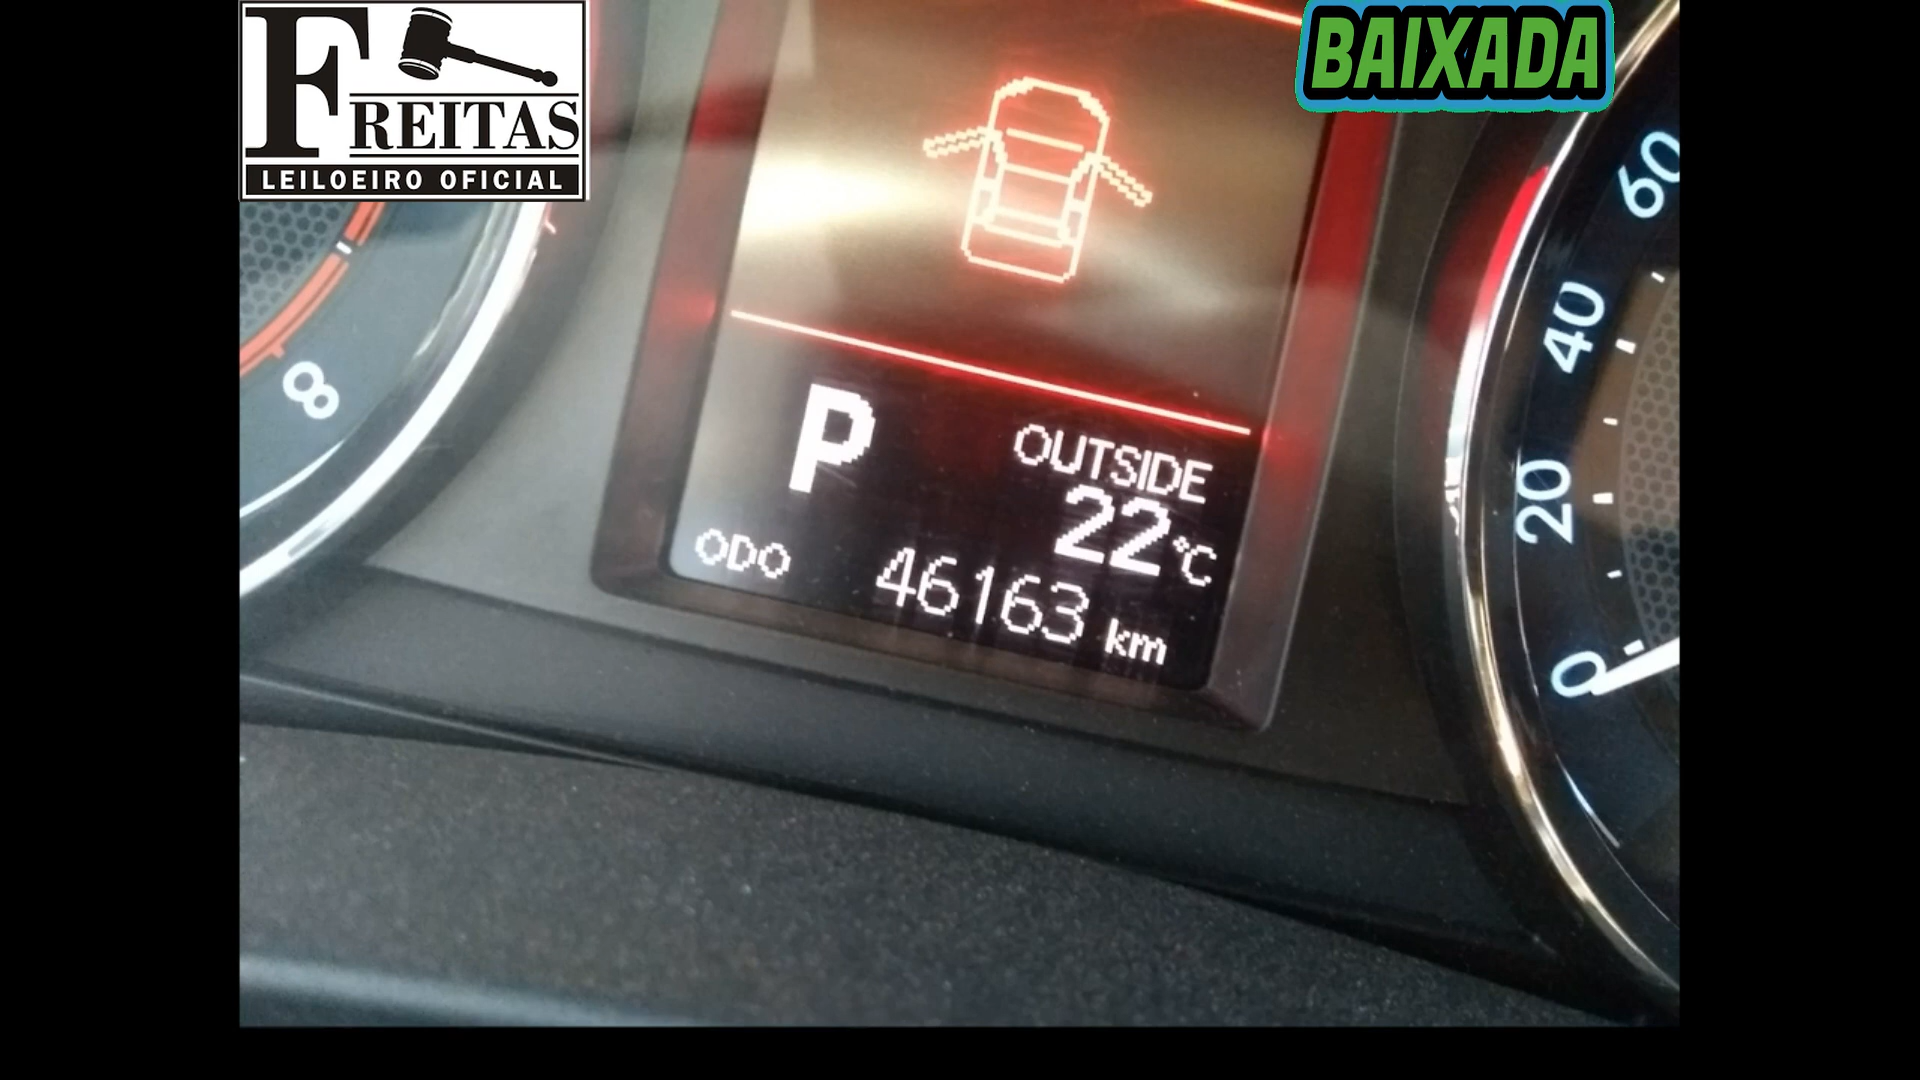 FREITAS
LEILOEIRO OFICIAL
BAIXADA
8
P
OUTSIDE
22°C
ODO 46163 km
60
40
20
0